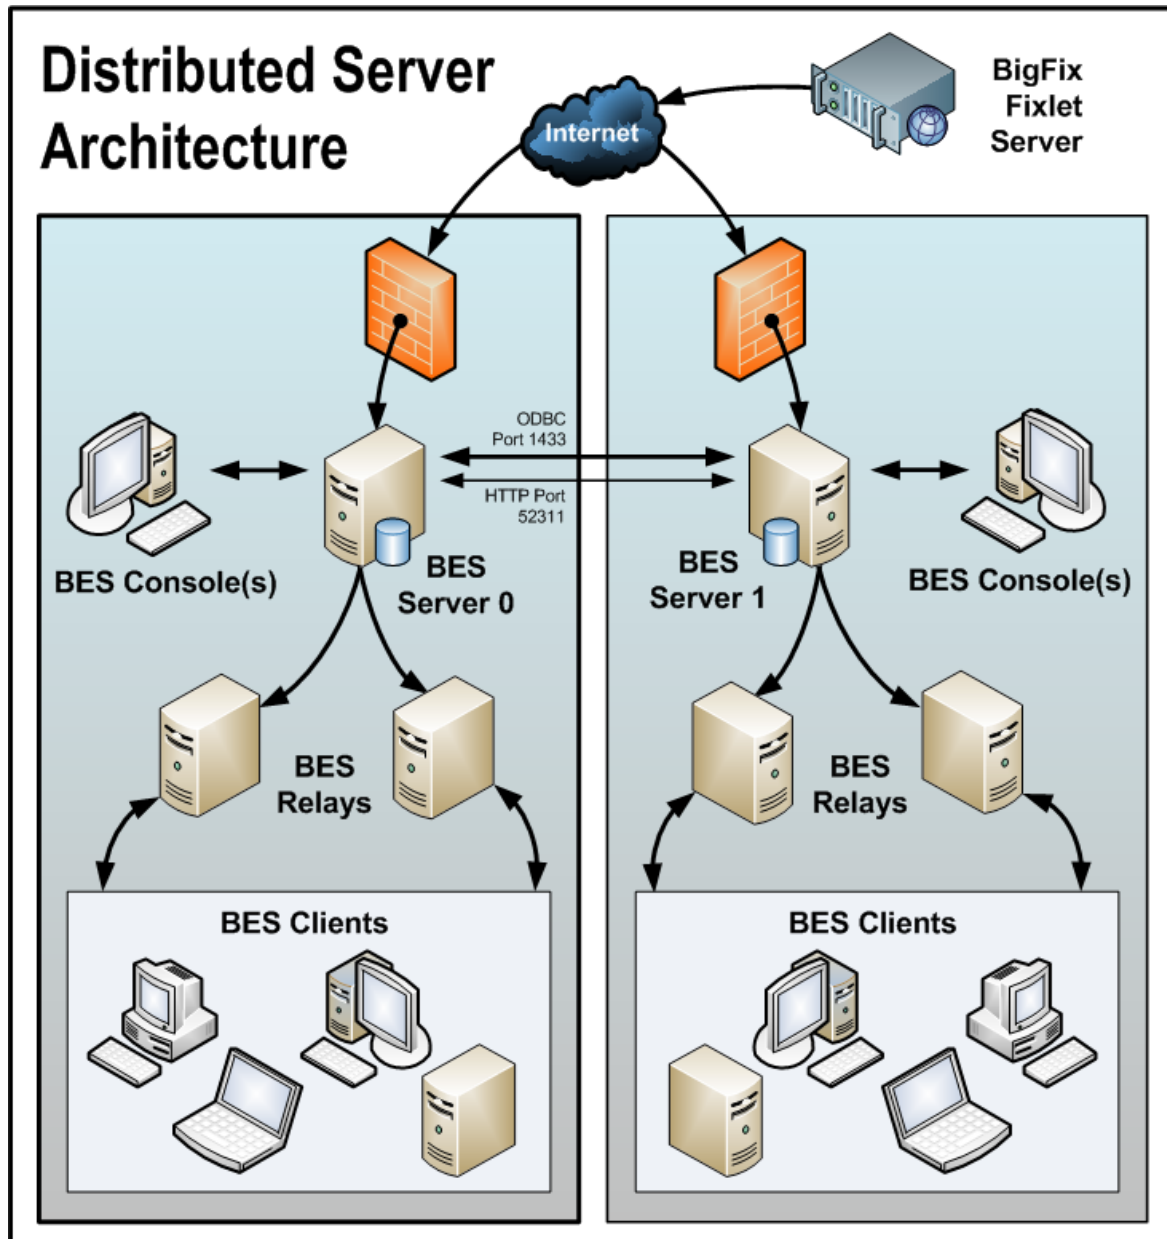 Distributed Server
Architecture
Internet
BigFix
Fixlet
Server
ODBC
Port 1433
HTTP Port
52311
BES Console(s)
BES
Server 0
BES
Server 1
BES Console(s)
BES
Relays
BES
Relays
BES Clients
BES Clients